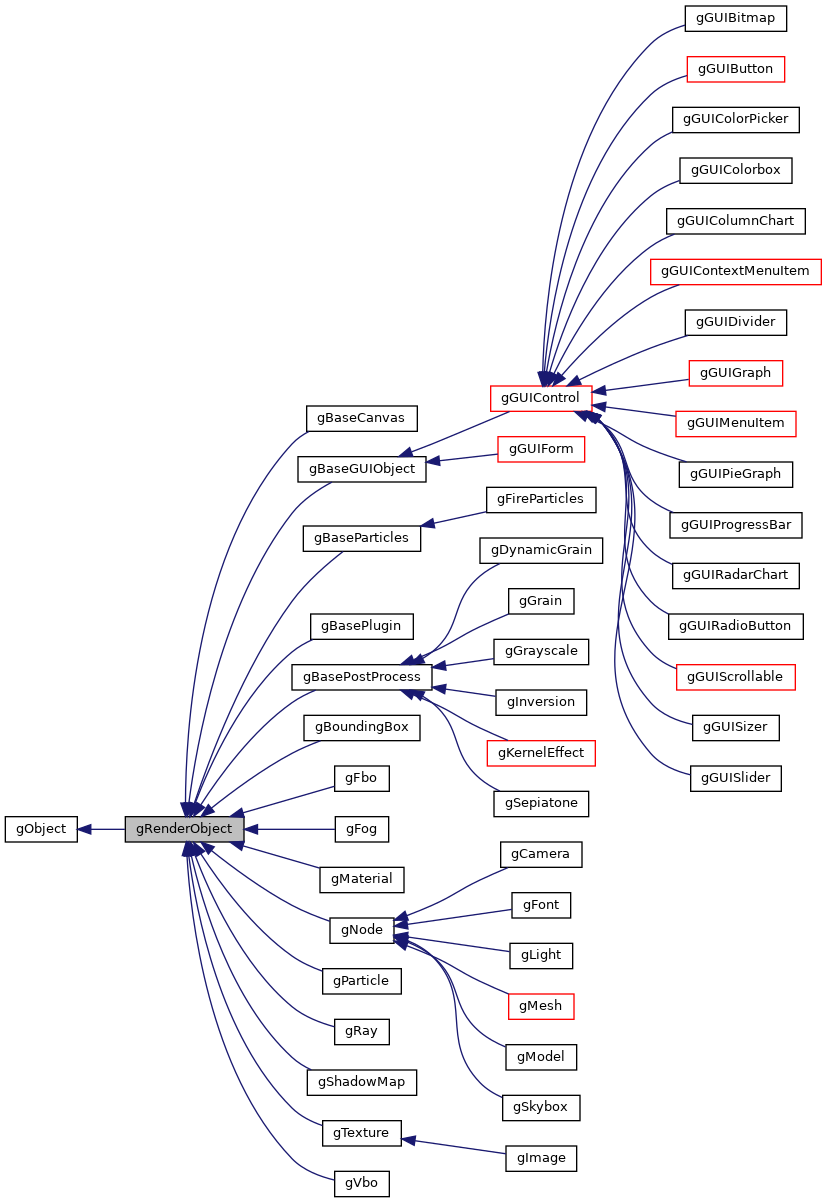 gGUIBitmap
gGUIButton
gGUIColorPicker
gGUIColorbox
gGUIColumnChart
gGUIContextMenuItem
gGUIDivider
gGUIGraph
gGUIControl
gBaseCanvas
gGUIMenuItem
gGUIForm
gBaseGUIObject
gGUIPieGraph
gFireParticles
gGUIProgressBar
gBaseParticles
gDynamicGrain
gGUIRadarChart
gGrain
gBasePlugin
gGUIRadioButton
gGrayscale
gBasePostProcess
gGUIScrollable
gInversion
gBoundingBox
gGUISizer
gKernelEffect
gFbo
gGUISlider
gSepiatone
gObject
gRenderObject
gFog
gCamera
gMaterial
gFont
gNode
gLight
gParticle
gMesh
gRay
gModel
gShadowMap
gSkybox
gTexture
gImage
gVbo